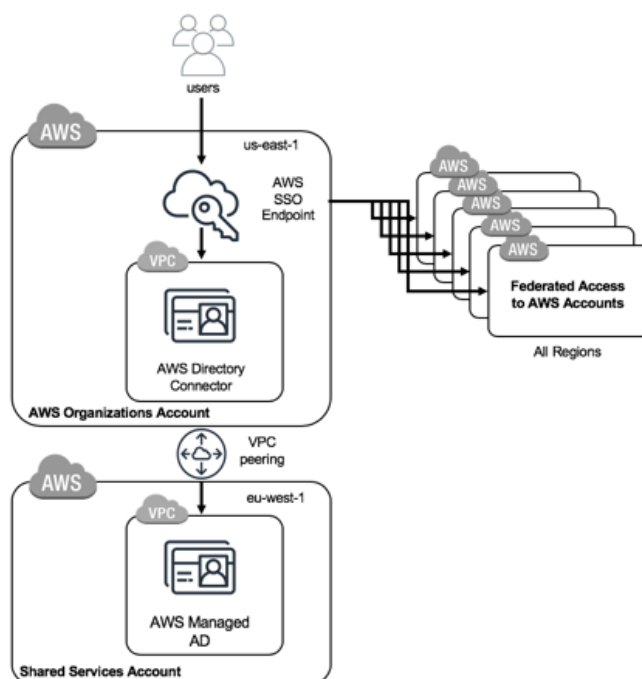 users
AWS
us-east-1
AWS
SSO
Endpoint
VPC
AWS Directory
Connector
AWS Organizations Account
AWS
AWS
AWS
AWS
AWS
Federated Access
to AWS Accounts
All Regions
VPC
peering
AWS
eu-west-1
VPC
AWS Managed
AD
Shared Services Account